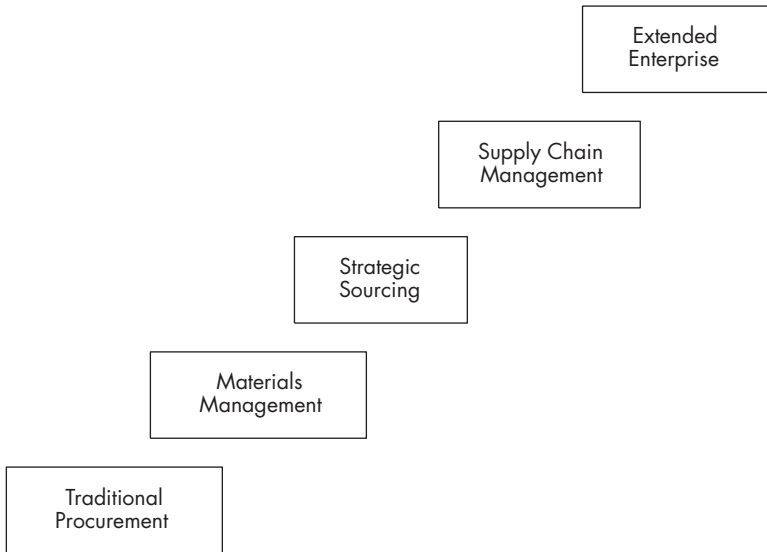 Extended
Enterprise
Supply Chain
Management
Strategic
Sourcing
Materials
Management
Traditional
Procurement